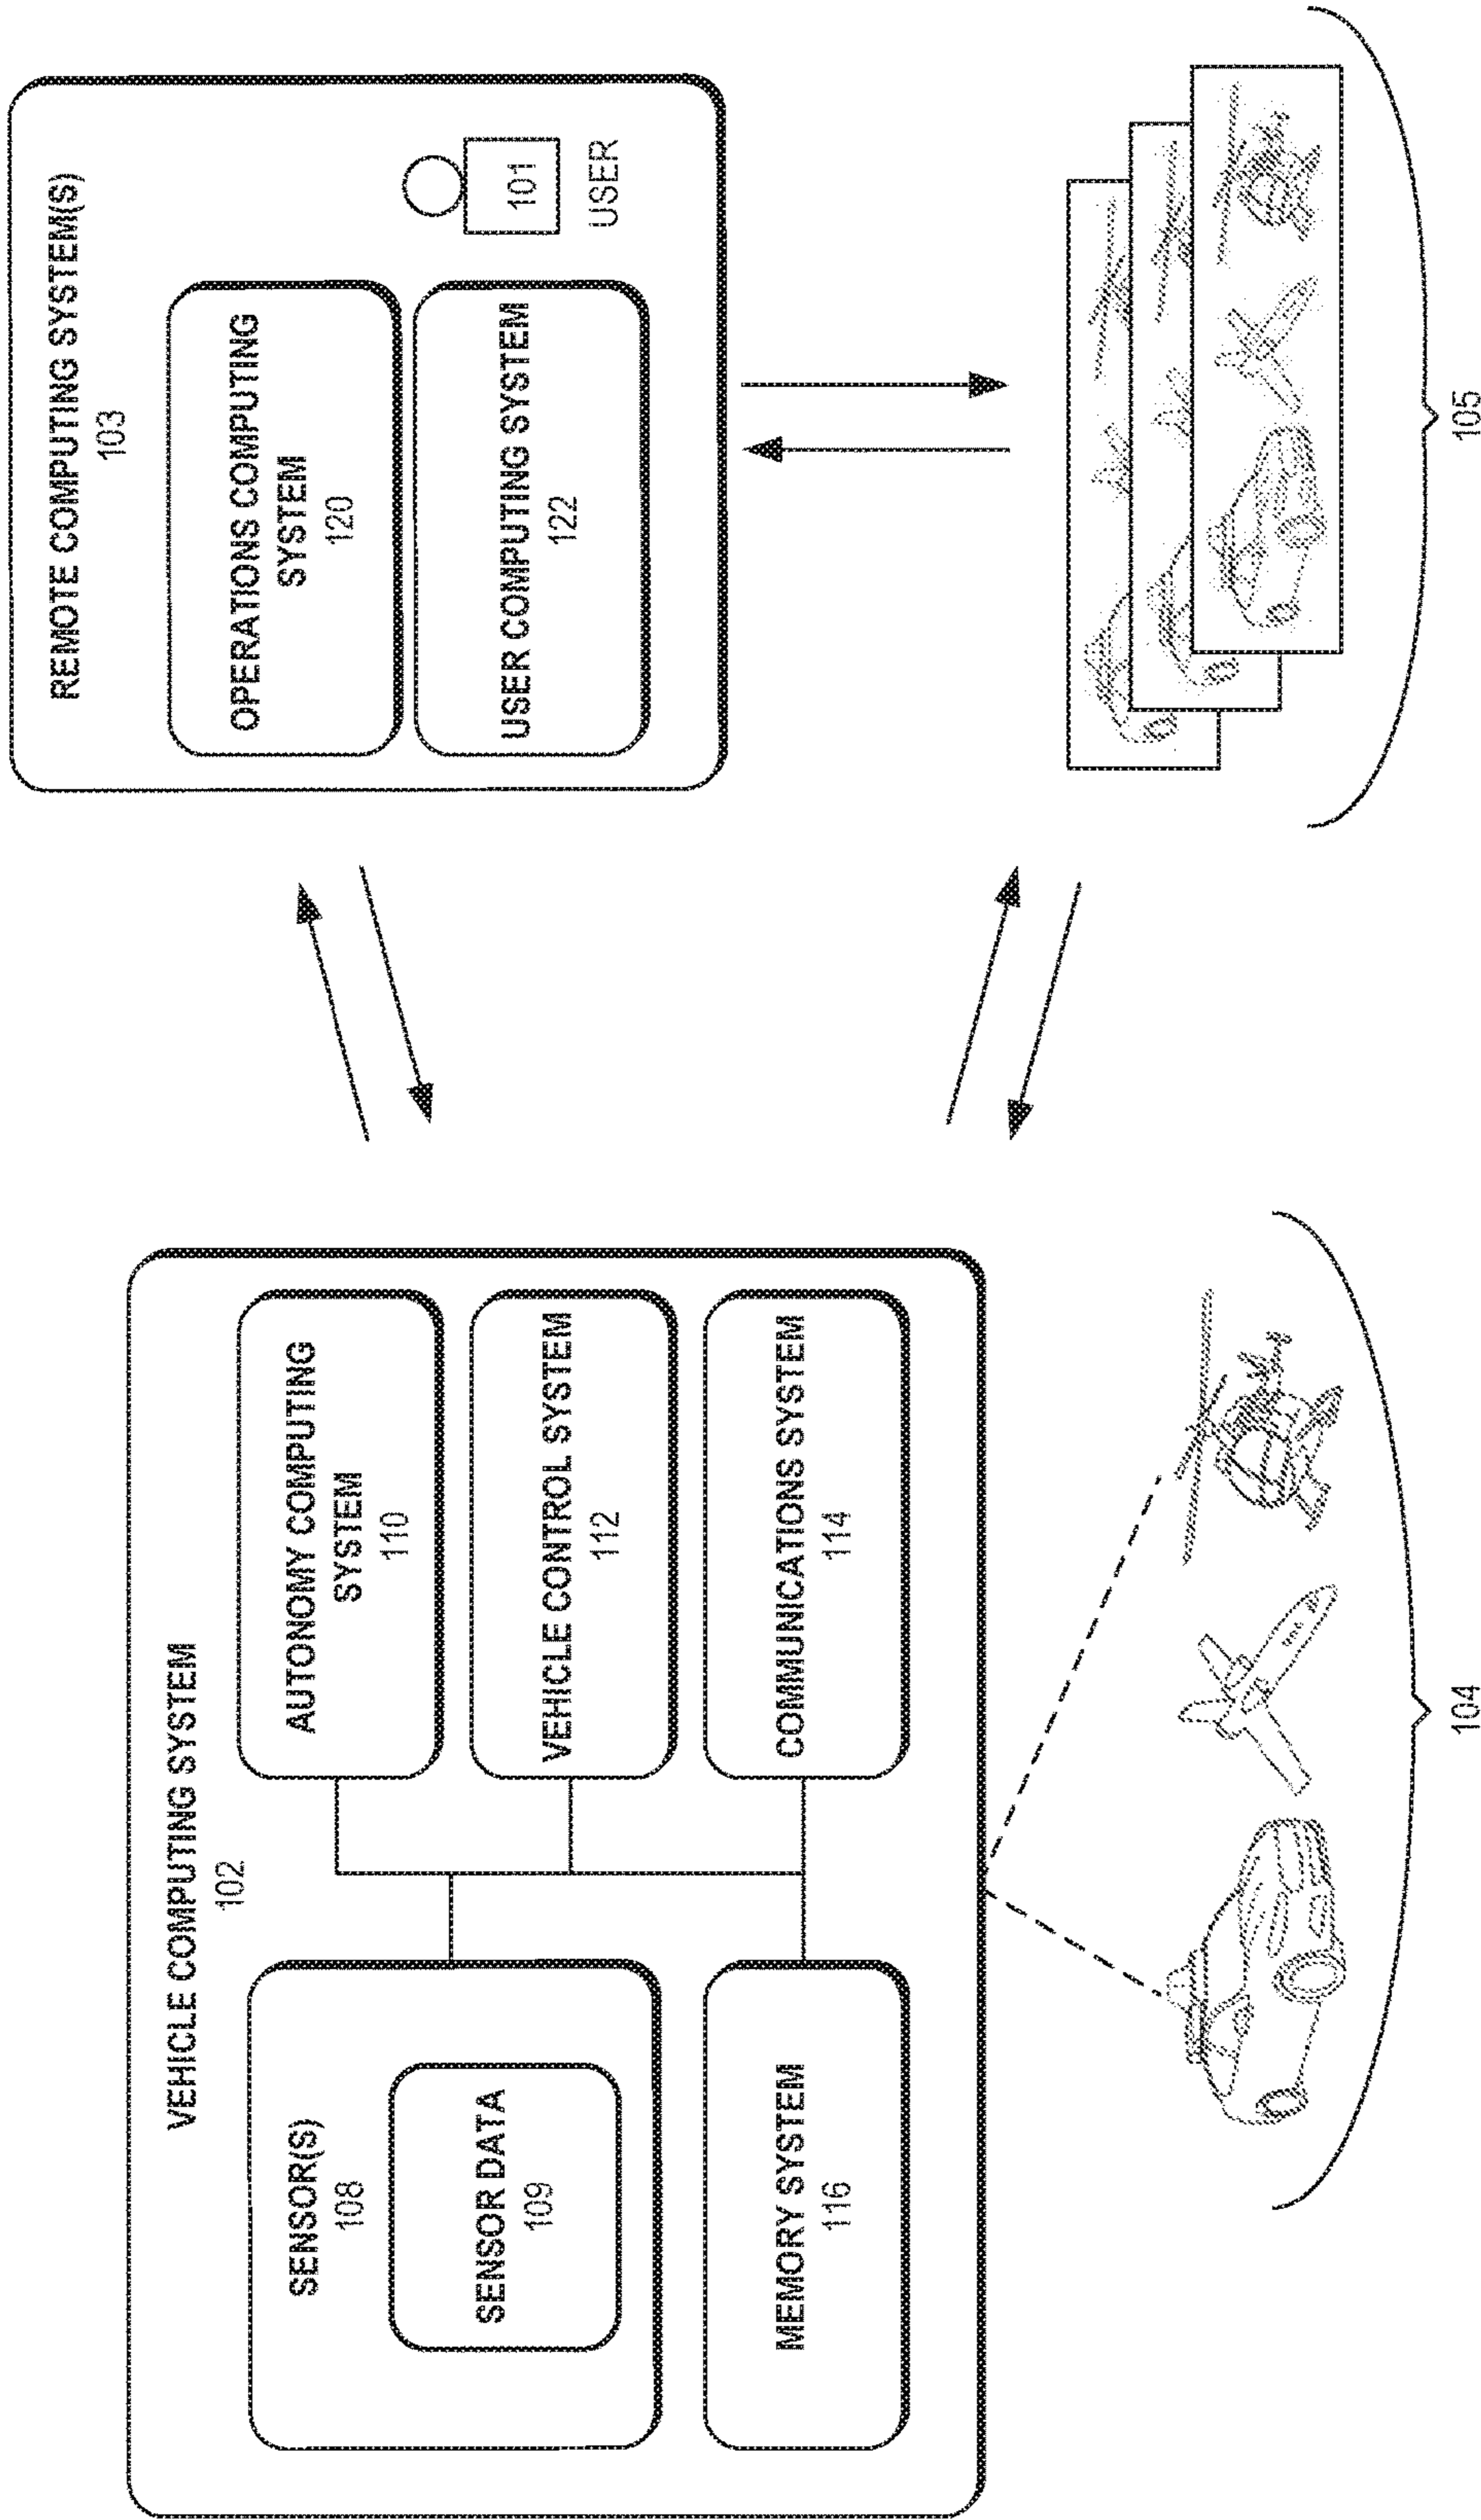 VEHICLE COMPUTING SYSTEM
102
SENSOR(S)
108
SENSOR DATA
109
MEMORY SYSTEM
116
AUTONOMY COMPUTING
SYSTEM
110
VEHICLE CONTROL SYSTEM
112
COMMUNICATIONS SYSTEM
114
104
REMOTE COMPUTING SYSTEM(S)
103
OPERATIONS COMPUTING
SYSTEM
120
USER COMPUTING SYSTEM
122
101
USER
105